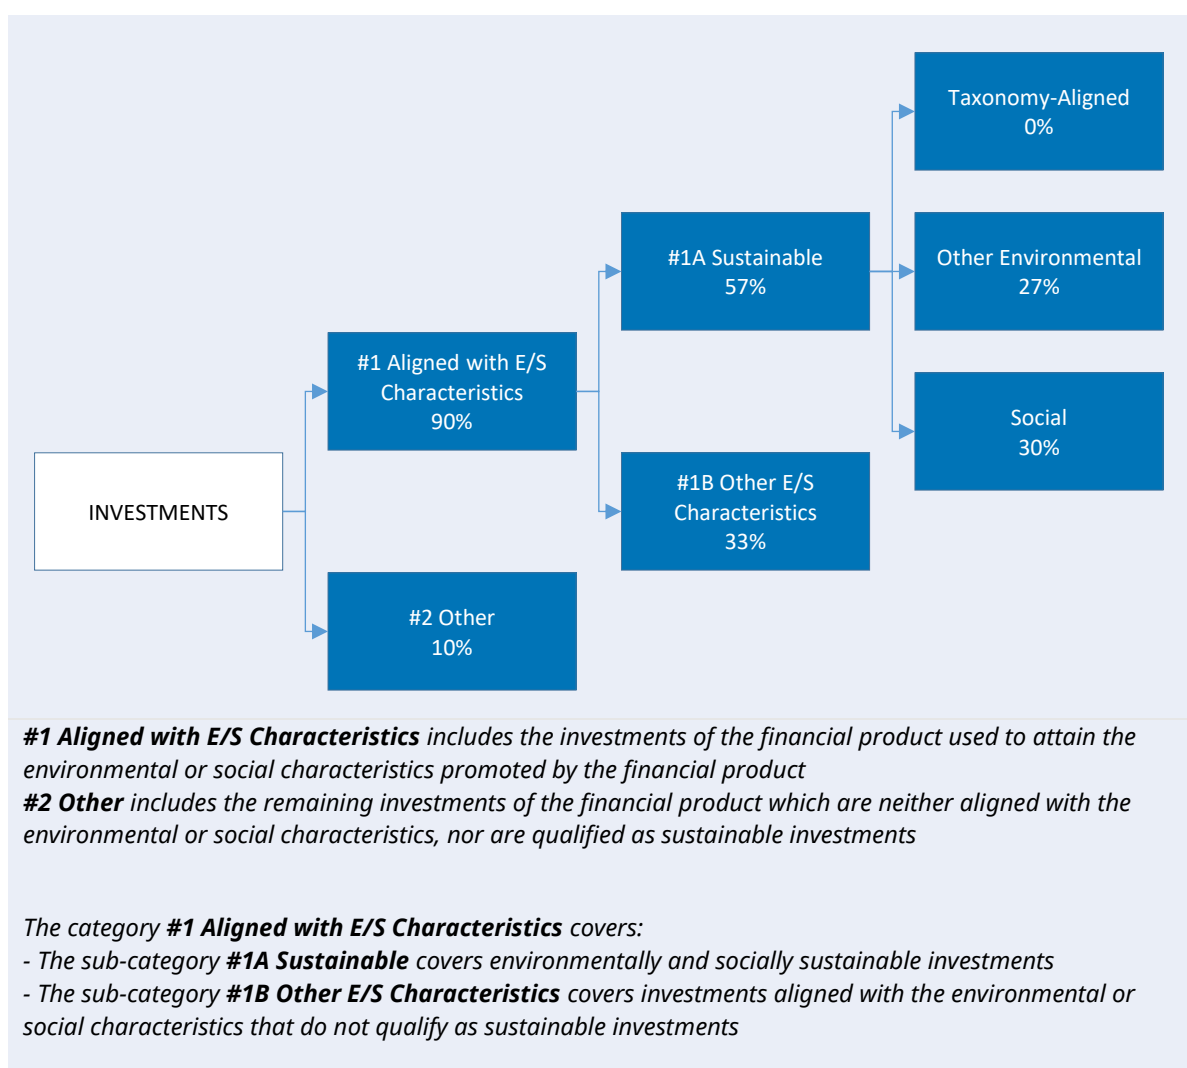 Taxonomy-Aligned
0%
#1A Sustainable
57%
Other Environmental
27%
#1 Aligned with E/S
Characteristics
90%
Social
30%
#1B Other E/S
Characteristics
33%
INVESTMENTS
#2 Other
10%
#1 Aligned with E/S Characteristics includes the investments of the financial product used to attain the
environmental or social characteristics promoted by the financial product
#2 Other includes the remaining investments of the financial product which are neither aligned with the
environmental or social characteristics, nor are qualified as sustainable investments
The category #1 Aligned with E/S Characteristics covers:
- The sub-category #1A Sustainable covers environmentally and socially sustainable investments
- The sub-category #1B Other E/S Characteristics covers investments aligned with the environmental or
social characteristics that do not qualify as sustainable investments